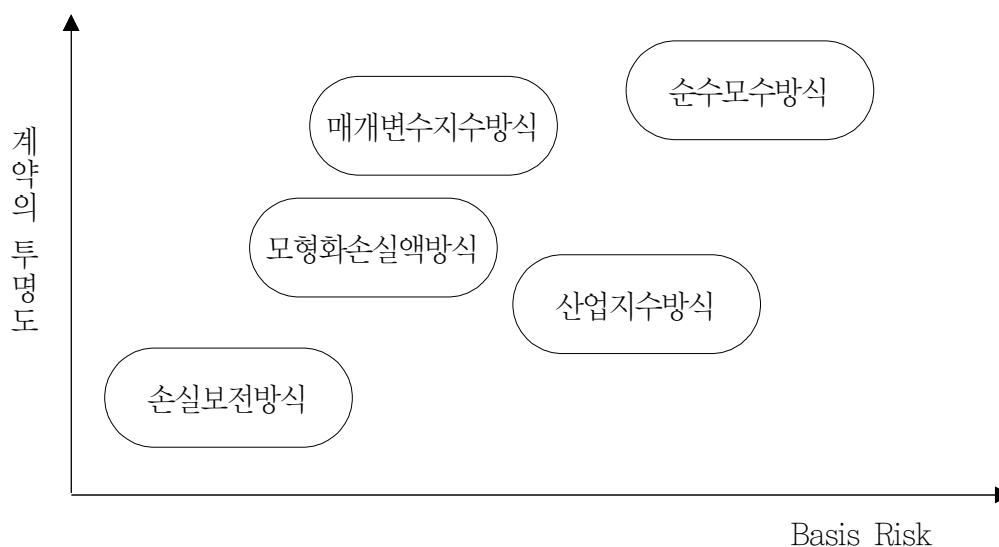 순수모수방식
매개변수지수방식
계약의 투명도
모형화손실액방식
산업지수방식
손실보전방식
Basis Risk